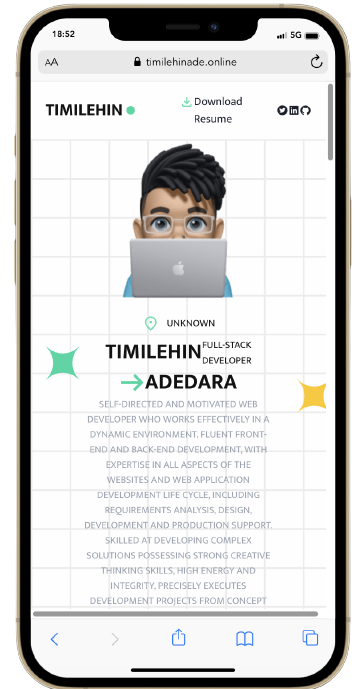 18:52
5G
AA timilehinade.online
TIMILEHIN
Download
Resume
UNKNOWN
TIMILEHIN FULL-STACK
DEVELOPER
ADEDARA
SELF-DIRECTED AND MOTIVATED WEB
DEVELOPER WHO WORKS EFFECTIVELY IN A
DYNAMIC ENVIRONMENT. FLUENT FRONT-
END AND BACK-END DEVELOPMENT, WITH
EXPERTISE IN ALL ASPECTS OF THE
WEBSITES AND WEB APPLICATION
DEVELOPMENT LIFE CYCLE, INCLUDING
REQUIREMENTS ANALYSIS, DESIGN,
DEVELOPMENT AND PRODUCTION SUPPORT.
SKILLED AT DEVELOPING COMPLEX
SOLUTIONS POSSESSING STRONG CREATIVE
THINKING SKILLS, HIGH ENERGY AND
INTEGRITY, PRECISELY EXECUTES
DEVELOPMENT PROJECTS FROM CONCEPT